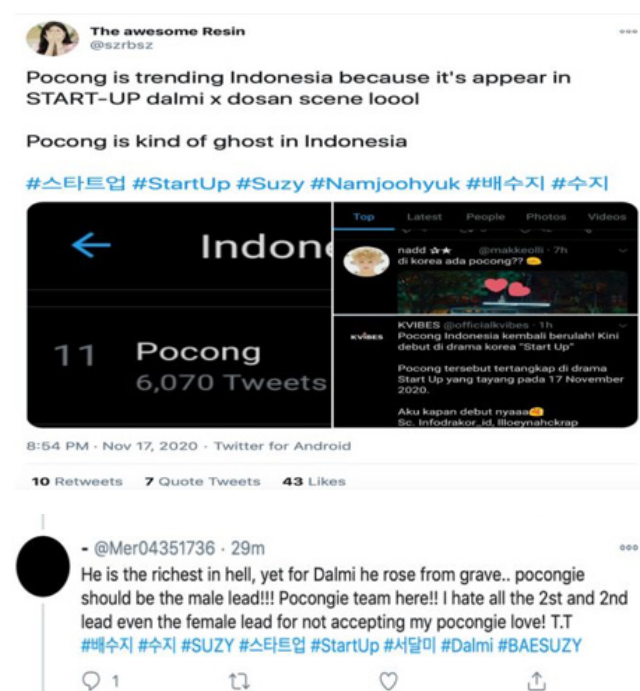 The awesome Resin
@szrbsz
Pocong is trending Indonesia because it's appear in
START-UP dalmi x dosan scene loool
Pocong is kind of ghost in Indonesia
#스타트업 #StartUp #Suzy #Namjoohyuk #배수지 #수지
Indone
11 Pocong
6,070 Tweets
Top Latest People Photos Videos
nadd ☆★ @makkeolli · 7h
di korea ada pocong??
KVIBES
KVIBES @officialkvibes · 1h
Pocong Indonesia kembali berulah! Kini
debut di drama korea "Start Up"
Pocong tersebut tertangkap di drama
Start Up yang tayang pada 17 November
2020.
Aku kapan debut nyaaa
Sc. Infodrakor_id, Illoeynahckrap
8:54 PM · Nov 17, 2020 · Twitter for Android
10 Retweets 7 Quote Tweets 43 Likes
- @Mer04351736 · 29m
He is the richest in hell, yet for Dalmi he rose from grave.. pocongie
should be the male lead!!! Pocongie team here!! I hate all the 2st and 2nd
lead even the female lead for not accepting my pocongie love! T.T
#배수지 #수지 #SUZY #스타트업 #StartUp #서달미 #Dalmi #BAESUZY
1